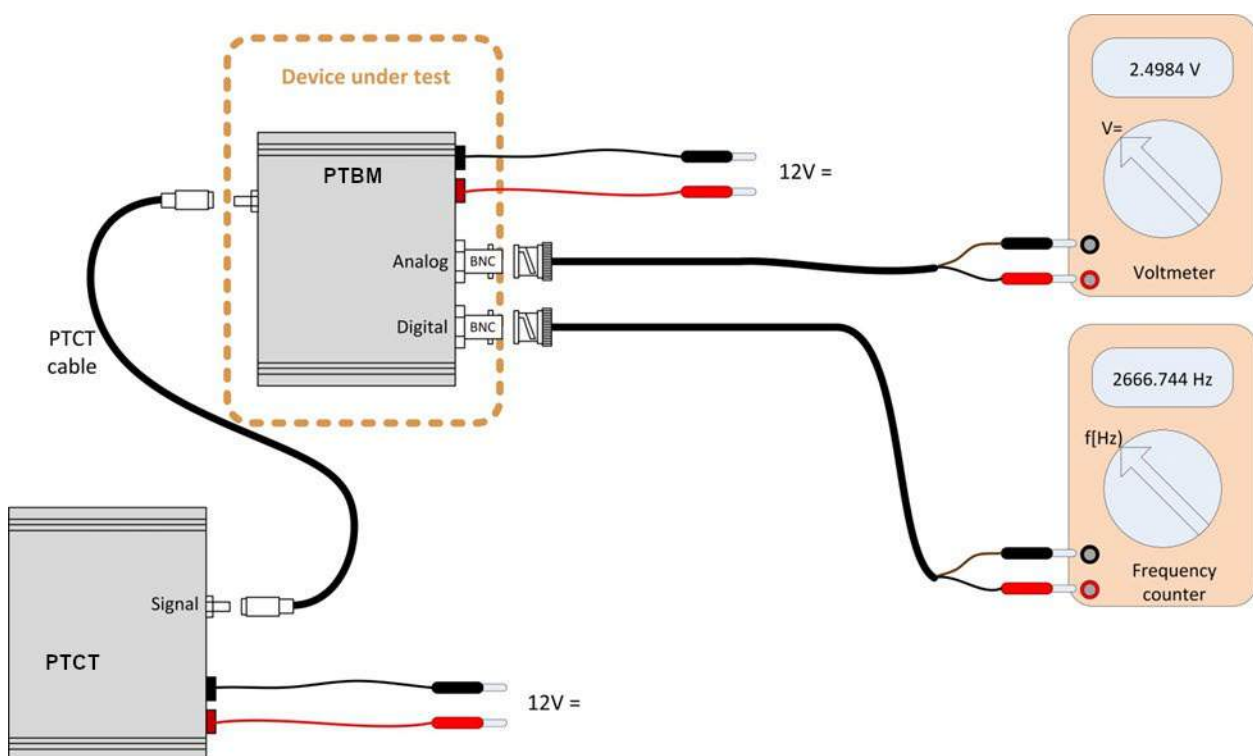 Device under test
PTBM
12V =
Analog
BNC
Digital
BNC
2.4984 V
V=
Voltmeter
PTCT
cable
2666.744 Hz
f[Hz)
Frequency
counter
Signal
PTCT
12V =